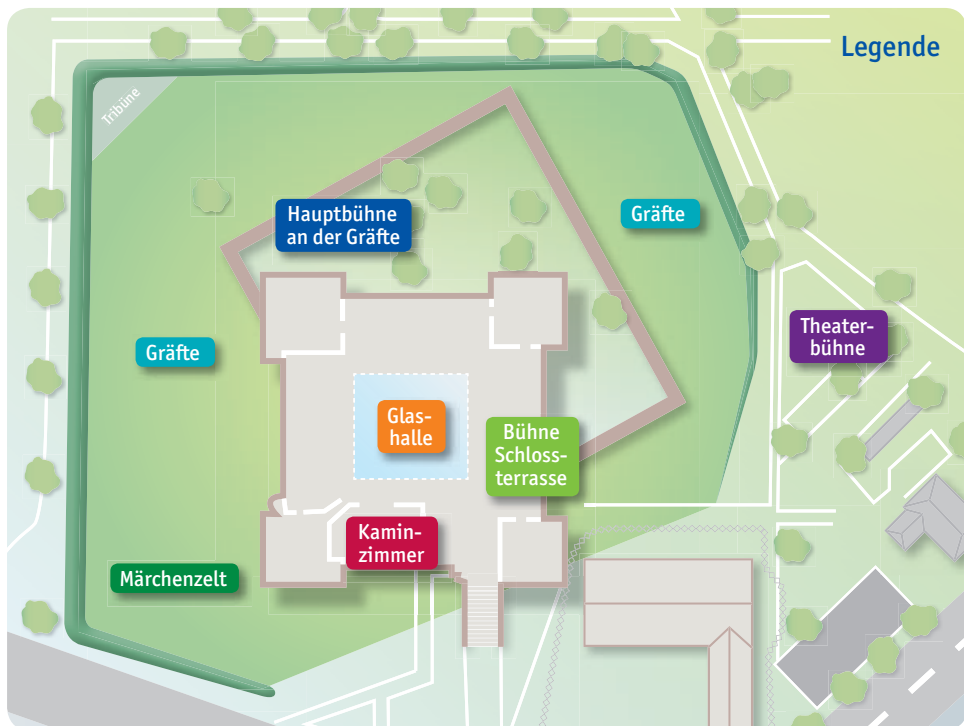 Legende
Tribüne
Hauptbühne
an der Gräfte
Gräfte
Theater-
bühne
Gräfte
Glas-
halle
Bühne
Schloss-
terrasse
Kamin-
zimmer
Märchenzelt